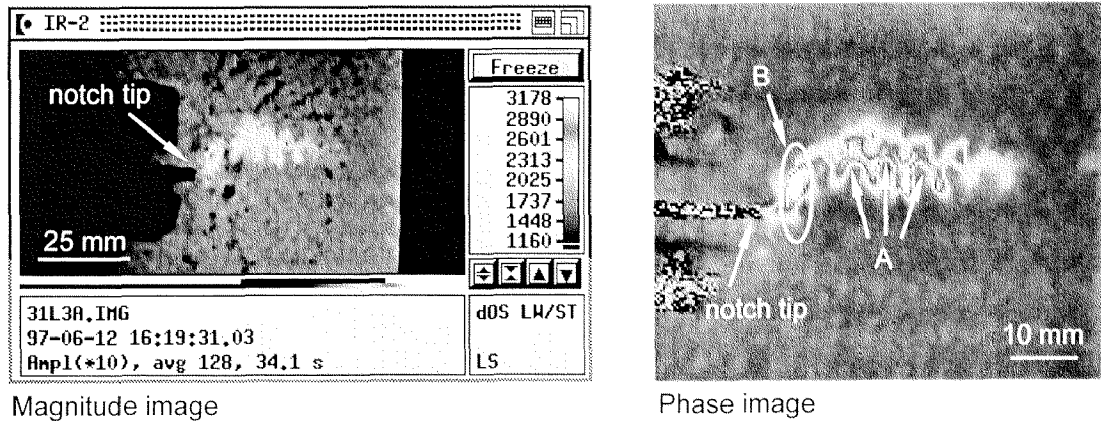 IR-2
notch tip
25 mm
Freeze
3178
2890
2601
2313
2025
1737
1448
1160
31L3A.IMG
97-06-12 16:19:31.03
Ampl(*10), avg 128, 34.1 s
dOS LW/ST
LS
Magnitude image
B
A
notch tip
10 mm
Phase image